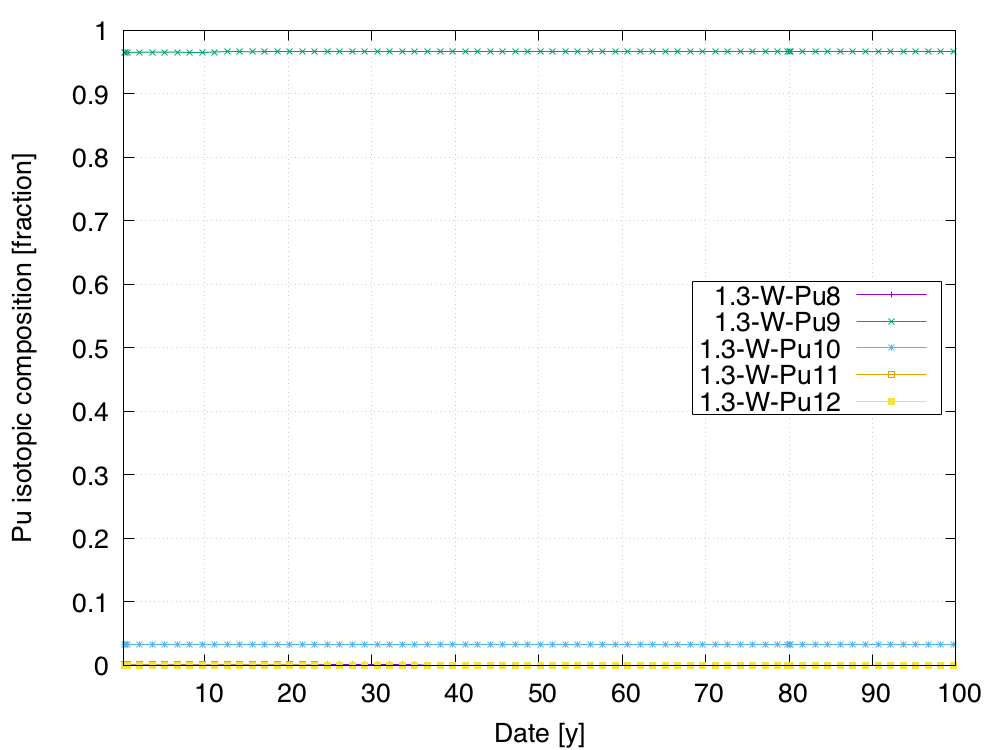 Pu isotopic composition [fraction]
1
0.9
0.8
0.7
0.6
0.5
0.4
0.3
0.2
0.1
0
1.3-W-Pu8
1.3-W-Pu9
1.3-W-Pu10
1.3-W-Pu11
1.3-W-Pu12
10 20 30 40 50 60 70 80 90 100
Date [y]